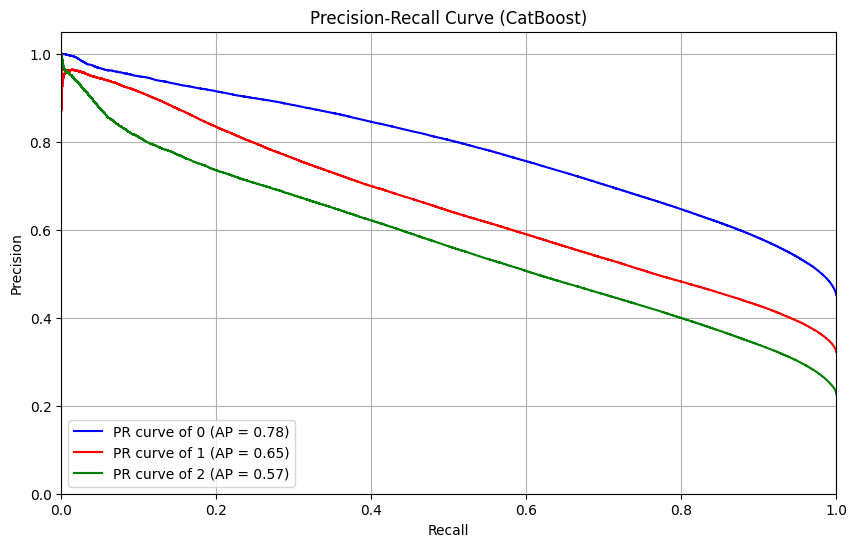 Precision-Recall Curve (CatBoost)
1.0
0.8
0.6
0.4
0.2
0.0
Precision
PR curve of 0 (AP = 0.78)
PR curve of 1 (AP = 0.65)
PR curve of 2 (AP = 0.57)
0.0 0.2 0.4 0.6 0.8 1.0
Recall